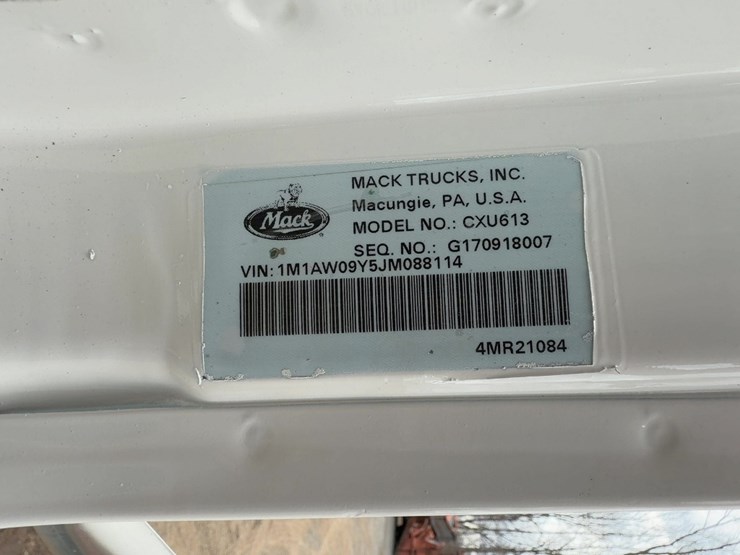 Mack
MACK TRUCKS, INC.
Macungie, PA, U.S.A.
MODEL NO.: CXU613
SEQ. NO.: G170918007
VIN: 1M1AW09Y5JM088114
4MR21084